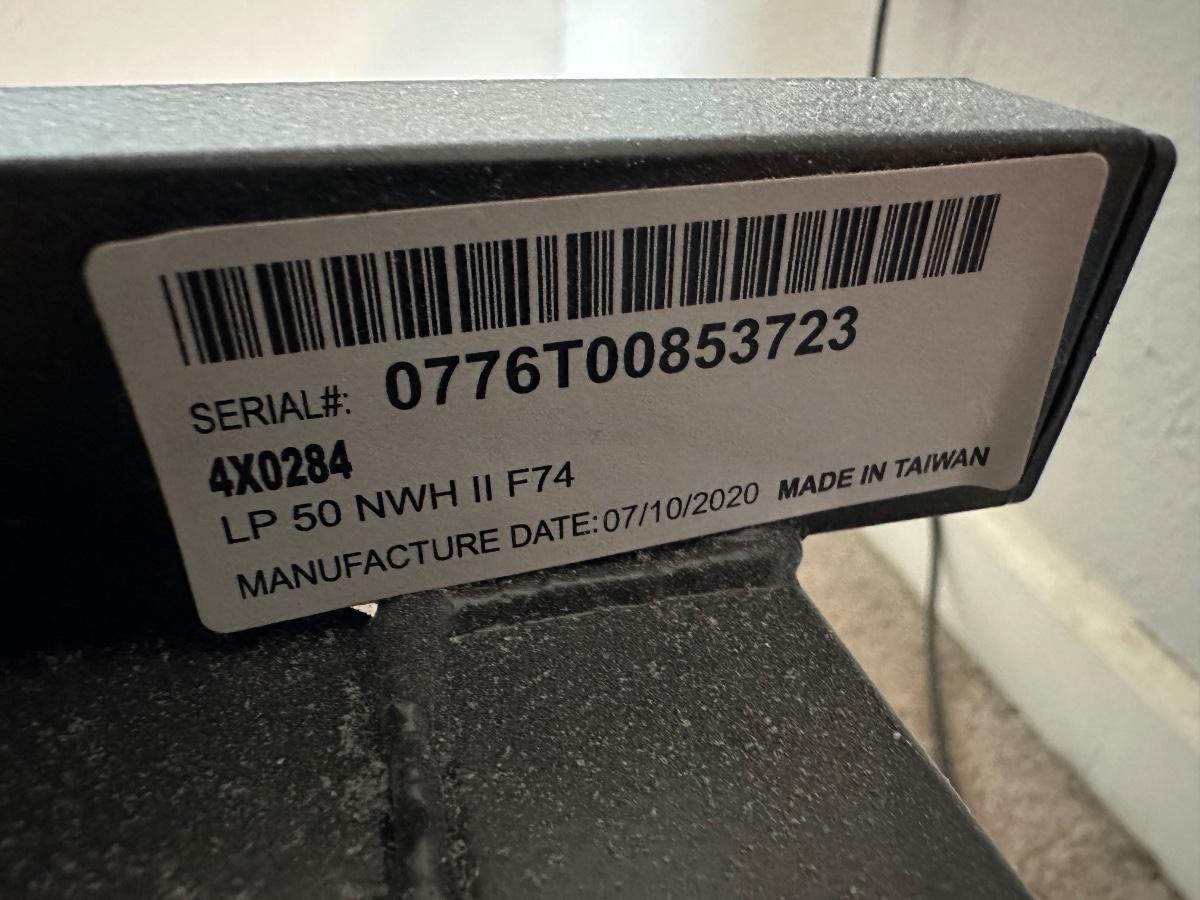 SERIAL#: 0776T00853723
4X0284
LP 50 NWH II F74
MANUFACTURE DATE:07/10/2020 MADE IN TAIWAN